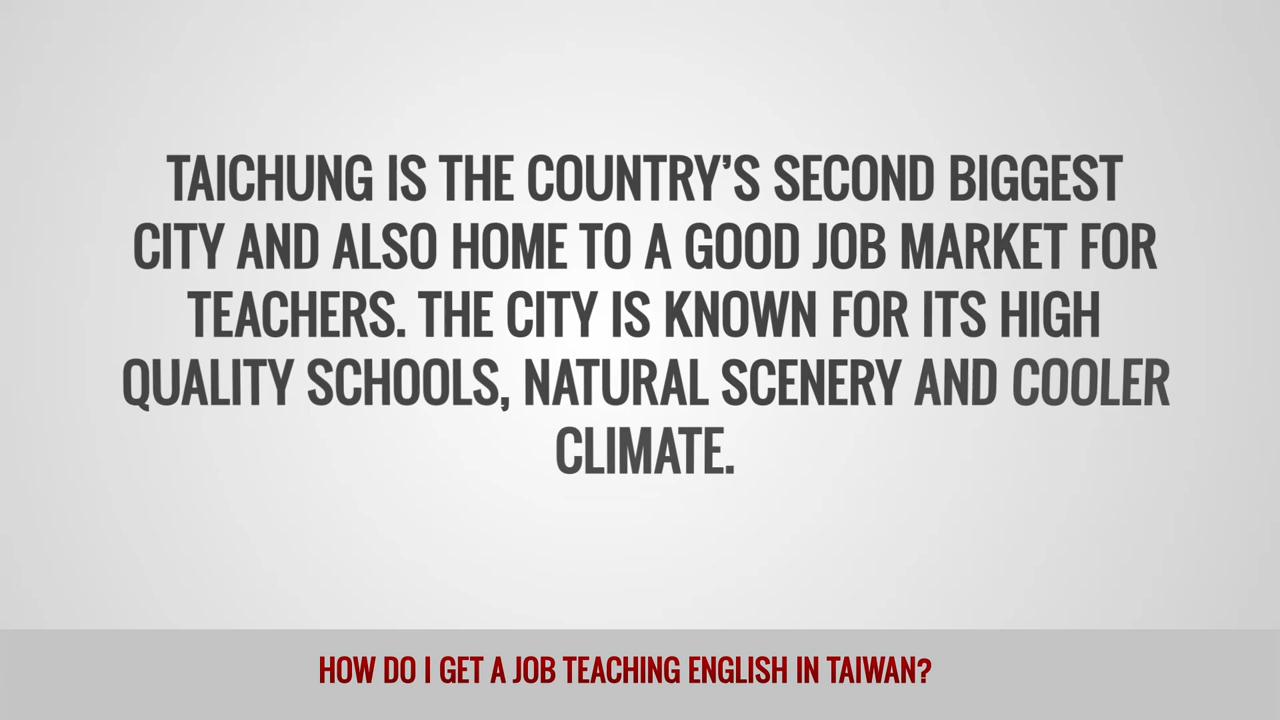 TAICHUNG IS THE COUNTRY'S SECOND BIGGEST
CITY AND ALSO HOME TO A GOOD JOB MARKET FOR
TEACHERS. THE CITY IS KNOWN FOR ITS HIGH
QUALITY SCHOOLS, NATURAL SCENERY AND COOLER
CLIMATE.
HOW DO I GET A JOB TEACHING ENGLISH IN TAIWAN?